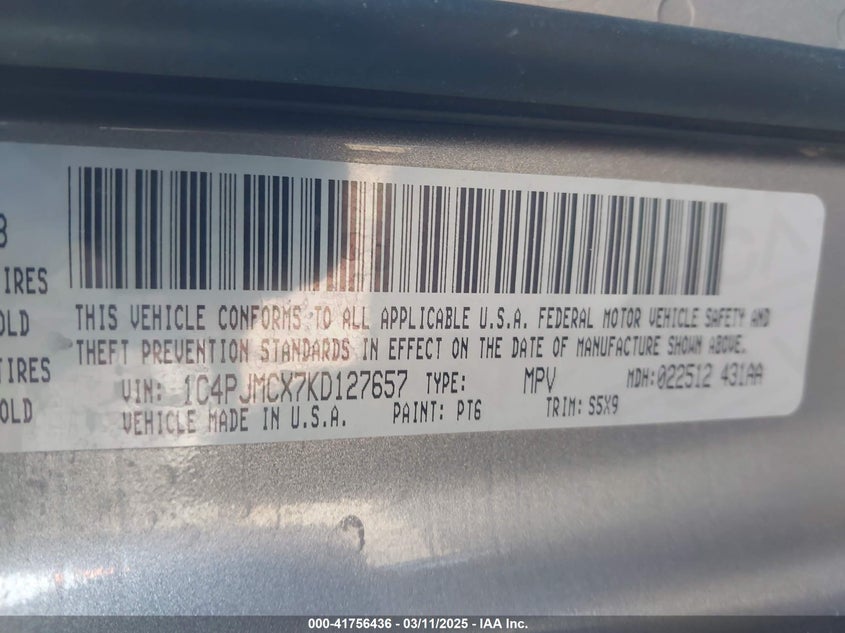 8
IRES
OLD
TIRES
OLD
THIS VEHICLE CONFORMS TO ALL APPLICABLE U.S.A. FEDERAL MOTOR VEHICLE SAFETY AND
THEFT PREVENTION STANDARDS IN EFFECT ON THE DATE OF MANUFACTURE SHOWN ABOVE.
VIN: 1C4PJMCX7KD127657 TYPE: MPV MDH: 022512 431AA
VEHICLE MADE IN U.S.A. PAINT: PT6 TRIM: S5X9
000-41756436 - 03/11/2025 - IAA Inc.